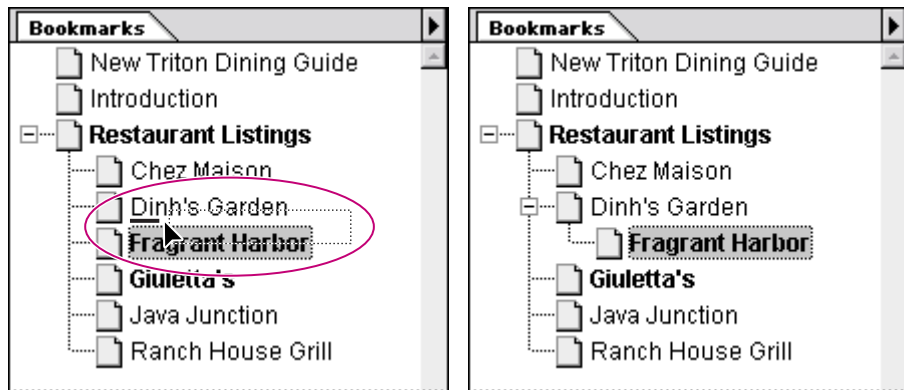 Bookmarks
New Triton Dining Guide
Introduction
Restaurant Listings
Chez Maison
Dinh's Garden
Fragrant Harbor
Giuletta's
Java Junction
Ranch House Grill
Bookmarks
New Triton Dining Guide
Introduction
Restaurant Listings
Chez Maison
Dinh's Garden
Fragrant Harbor
Giuletta's
Java Junction
Ranch House Grill